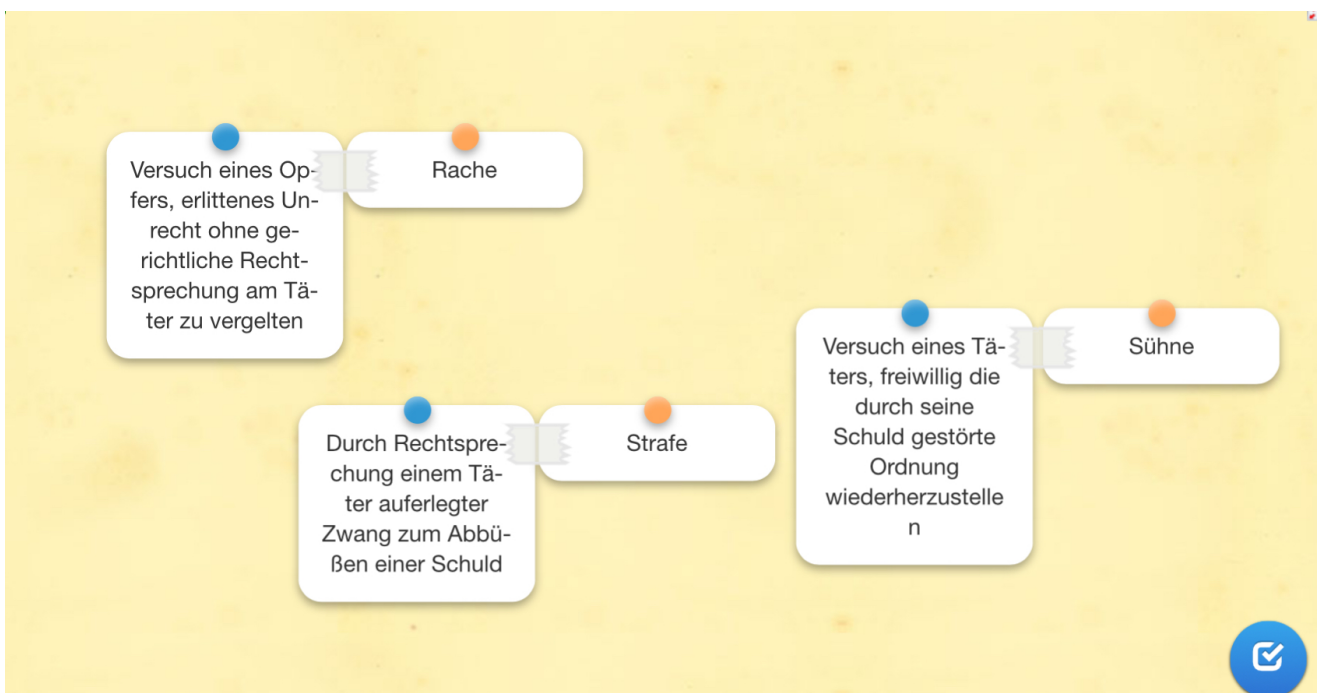 Versuch eines Op-
fers, erlittenes Un-
recht ohne ge-
richtliche Recht-
sprechung am Tä-
ter zu vergelten
Rache
Durch Rechtspre-
chung einem Tä-
ter auferlegter
Zwang zum Abbü-
ßen einer Schuld
Strafe
Versuch eines Tä-
ters, freiwillig die
durch seine
Schuld gestörte
Ordnung
wiederherzustelle
n
Sühne